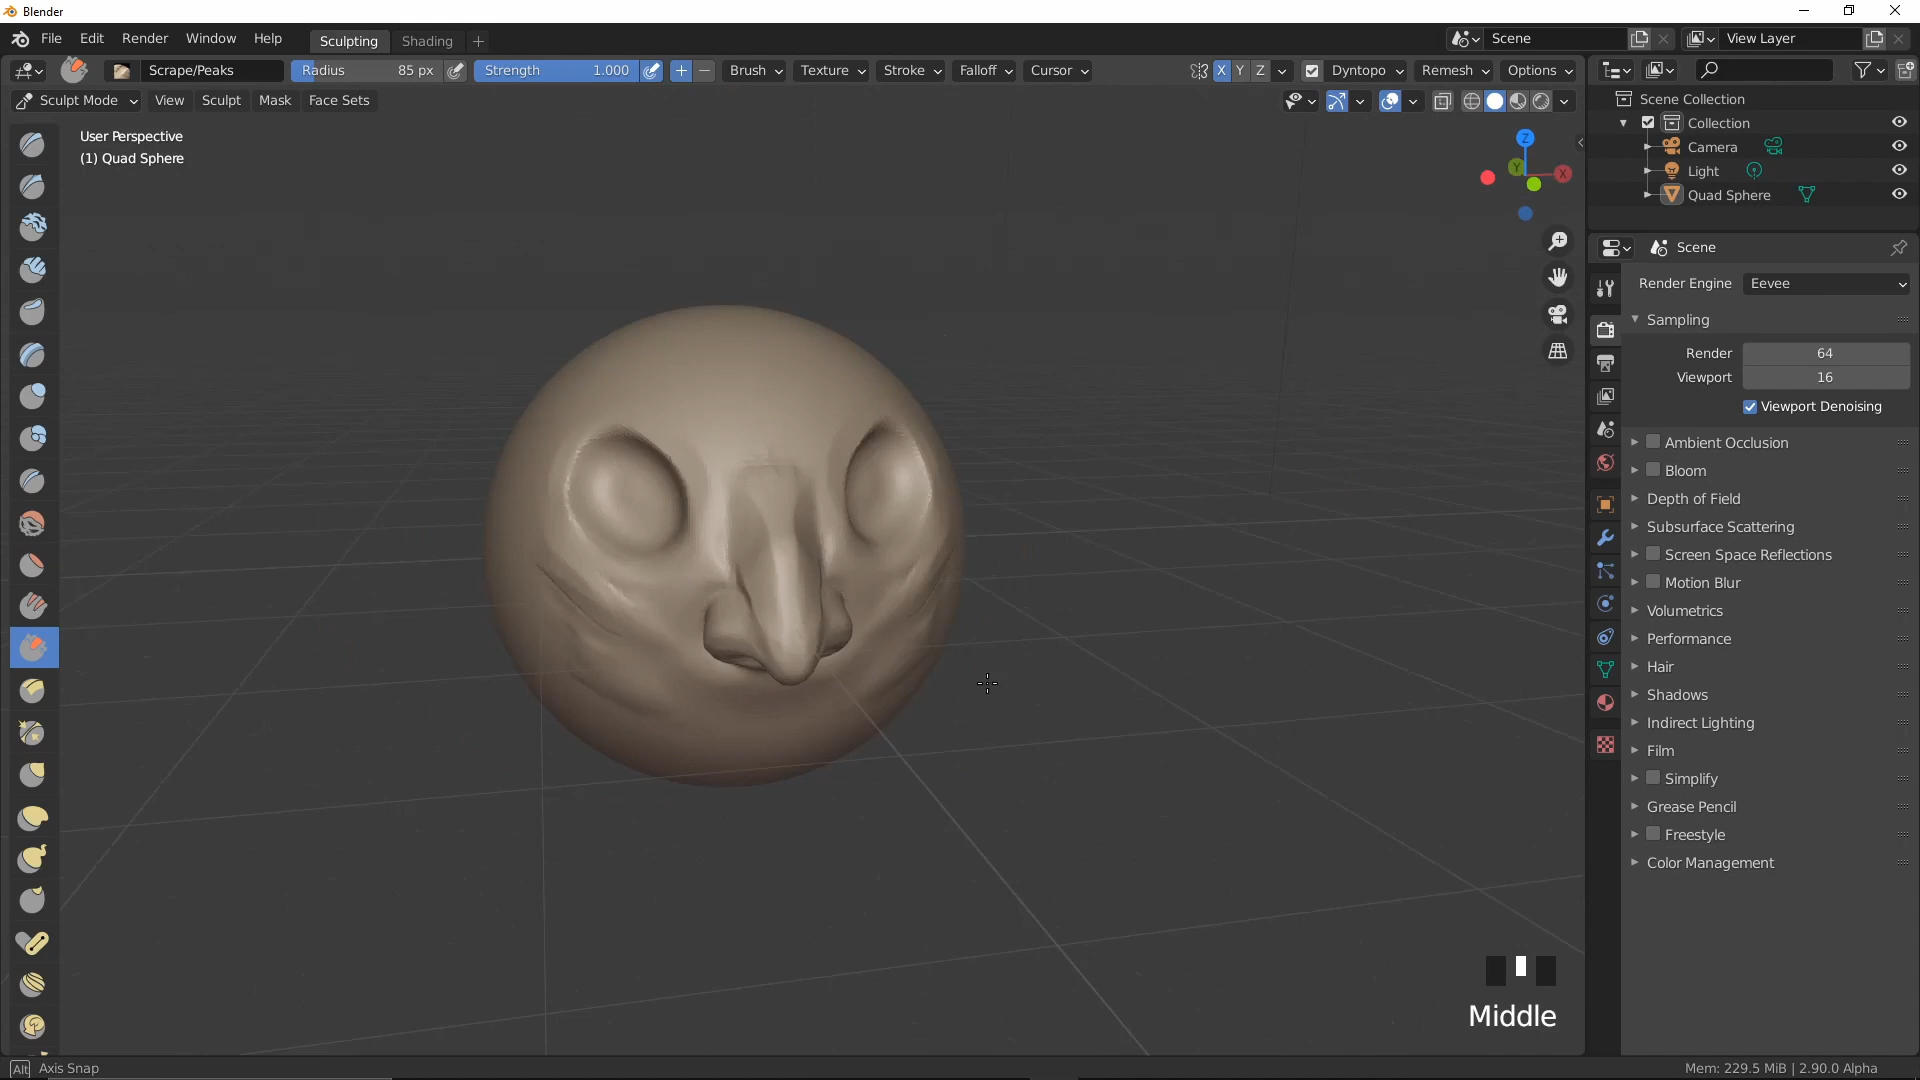 Blender
File Edit Render Window Help Sculpting Shading + Scene View Layer
Scrape/Peaks Radius 85 px Strength 1.000 + − Brush Texture Stroke Falloff Cursor X Y Z Dyntopo Remesh Options
Sculpt Mode View Sculpt Mask Face Sets
User Perspective
(1) Quad Sphere
Z
Y
X
Scene Collection
Collection
Camera
Light
Quad Sphere
Scene
Render Engine Eevee
Sampling
Render 64
Viewport 16
Viewport Denoising
Ambient Occlusion
Bloom
Depth of Field
Subsurface Scattering
Screen Space Reflections
Motion Blur
Volumetrics
Performance
Hair
Shadows
Indirect Lighting
Film
Simplify
Grease Pencil
Freestyle
Color Management
Middle
Alt Axis Snap
Mem: 229.5 MiB | 2.90.0 Alpha